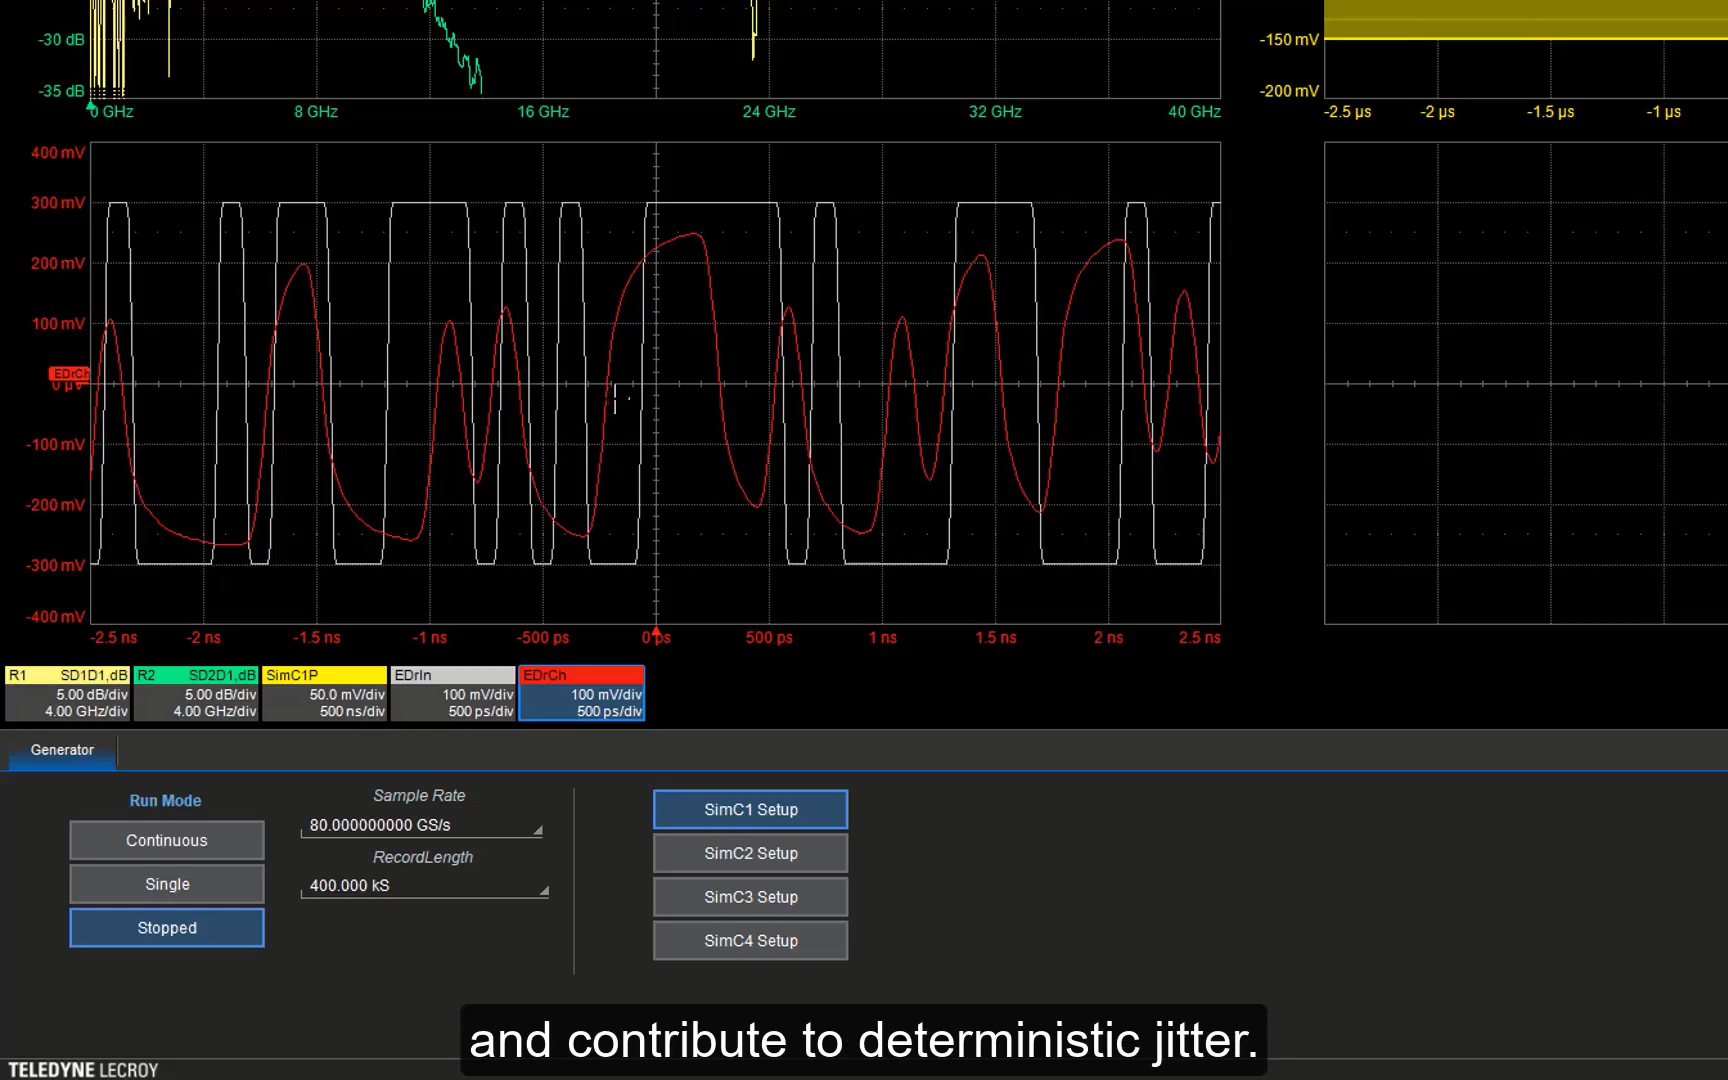 -30 dB
-35 dB
0 GHz 8 GHz 16 GHz 24 GHz 32 GHz 40 GHz
-150 mV
-200 mV
-2.5 µs -2 µs -1.5 µs -1 µs
400 mV
300 mV
200 mV
100 mV
EDrCh
0 µV
-100 mV
-200 mV
-300 mV
-400 mV
-2.5 ns -2 ns -1.5 ns -1 ns -500 ps 0 ps 500 ps 1 ns 1.5 ns 2 ns 2.5 ns
R1 SD1D1,dB R2 SD2D1,dB SimC1P EDrIn EDrCh
5.00 dB/div 5.00 dB/div 50.0 mV/div 100 mV/div 100 mV/div
4.00 GHz/div 4.00 GHz/div 500 ns/div 500 ps/div 500 ps/div
Generator
Run Mode
Continuous
Single
Stopped
Sample Rate
80.000000000 GS/s
RecordLength
400.000 kS
SimC1 Setup
SimC2 Setup
SimC3 Setup
SimC4 Setup
and contribute to deterministic jitter.
TELEDYNE LECROY